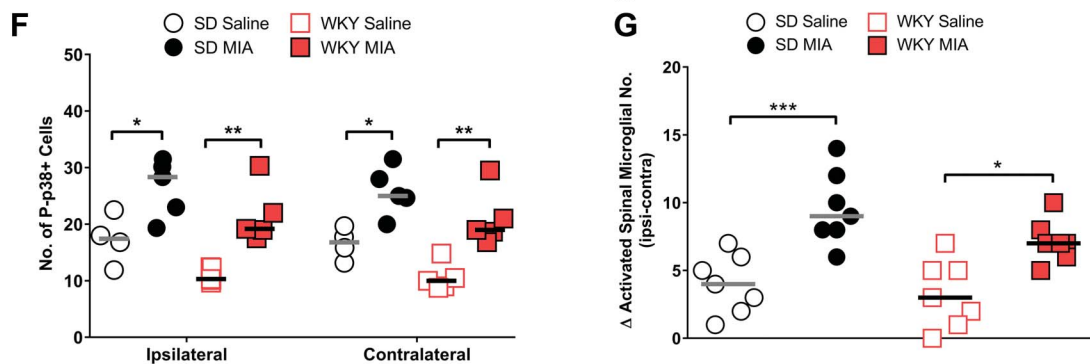 F
SD Saline
WKY Saline
SD MIA
WKY MIA
No. of P-p38+ Cells
50
40
30
20
10
0
*
**
*
**
Ipsilateral
Contralateral
G
SD Saline
WKY Saline
SD MIA
WKY MIA
Δ Activated Spinal Microglial No.
(ipsi-contra)
20
15
10
5
0
***
*